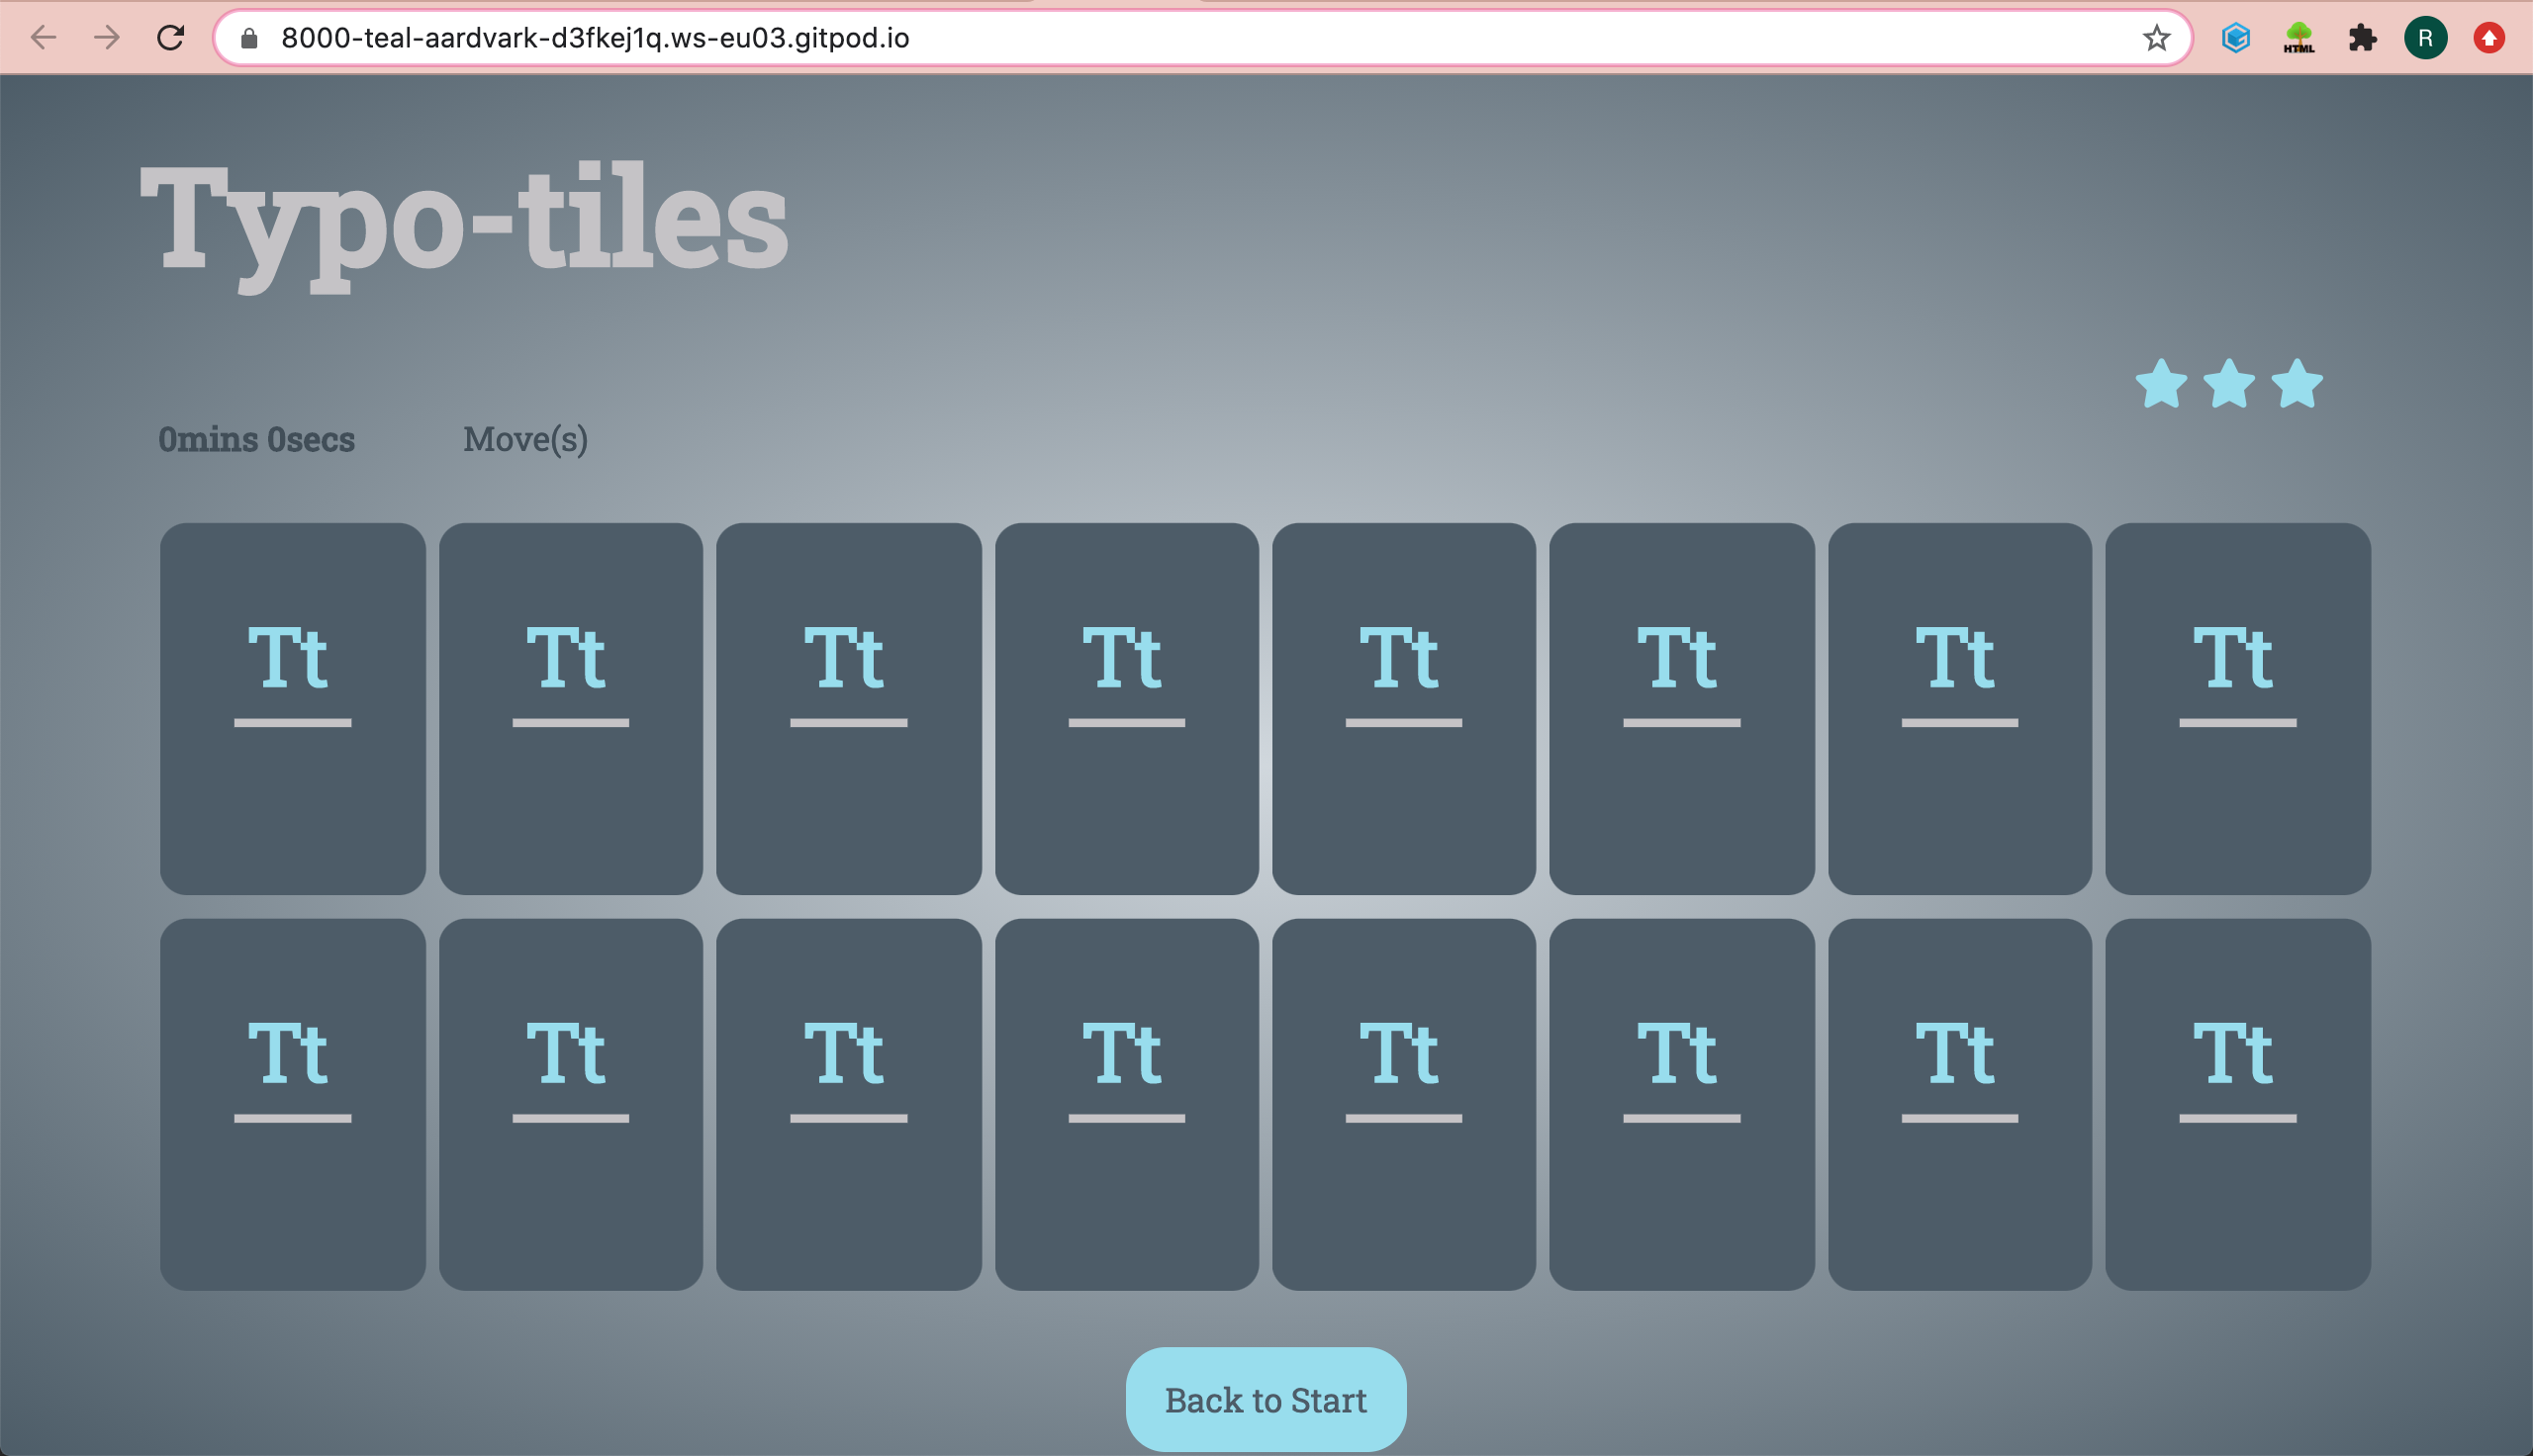 8000-teal-aardvark-d3fkej1q.ws-eu03.gitpod.io
HTML
R
Typo-tiles
0mins 0secs Move(s)
Tt Tt Tt Tt Tt Tt Tt Tt
Tt Tt Tt Tt Tt Tt Tt Tt
Back to Start